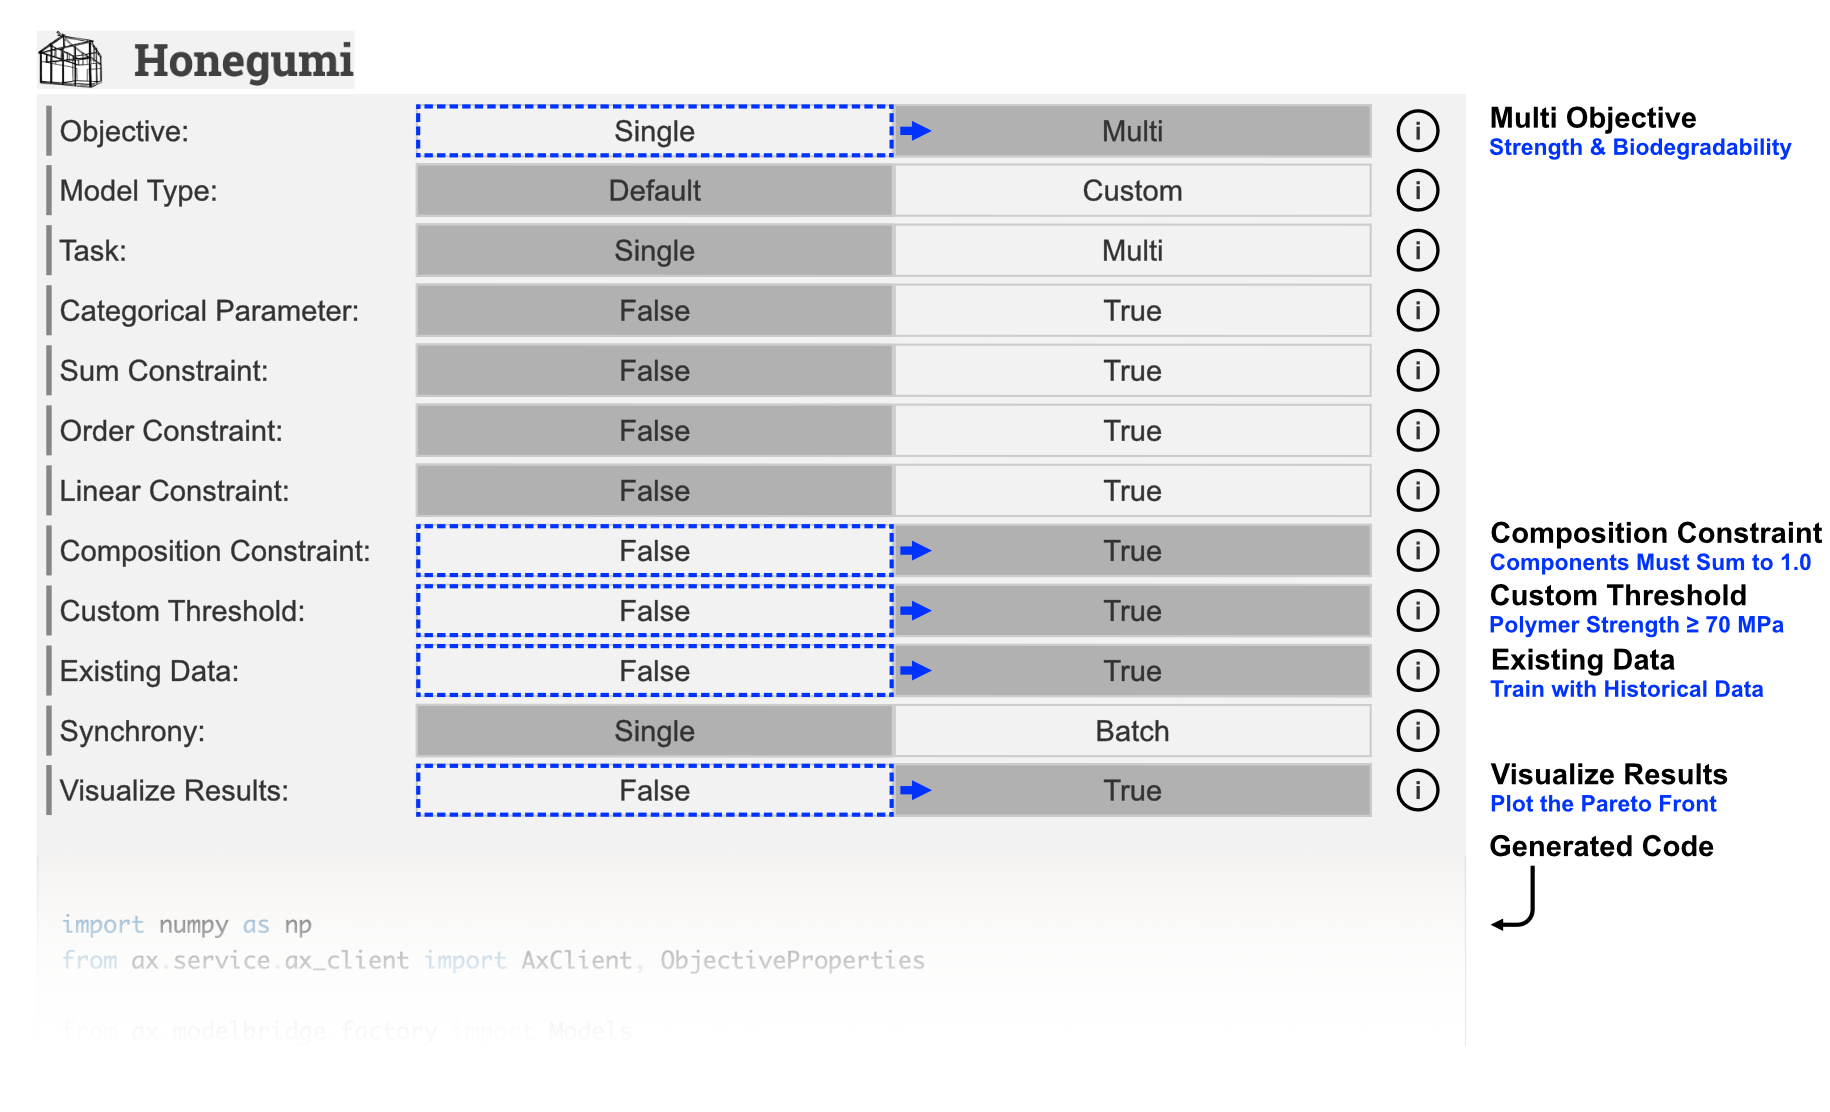 Honegumi
Objective: Single Multi
Multi Objective
Strength & Biodegradability
Model Type: Default Custom
Task: Single Multi
Categorical Parameter: False True
Sum Constraint: False True
Order Constraint: False True
Linear Constraint: False True
Composition Constraint: False True
Composition Constraint
Components Must Sum to 1.0
Custom Threshold: False True
Custom Threshold
Polymer Strength ≥ 70 MPa
Existing Data: False True
Existing Data
Train with Historical Data
Synchrony: Single Batch
Visualize Results: False True
Visualize Results
Plot the Pareto Front
Generated Code
import numpy as np
from ax.service.ax_client import AxClient, ObjectiveProperties
from ax modelbridge factory import Models